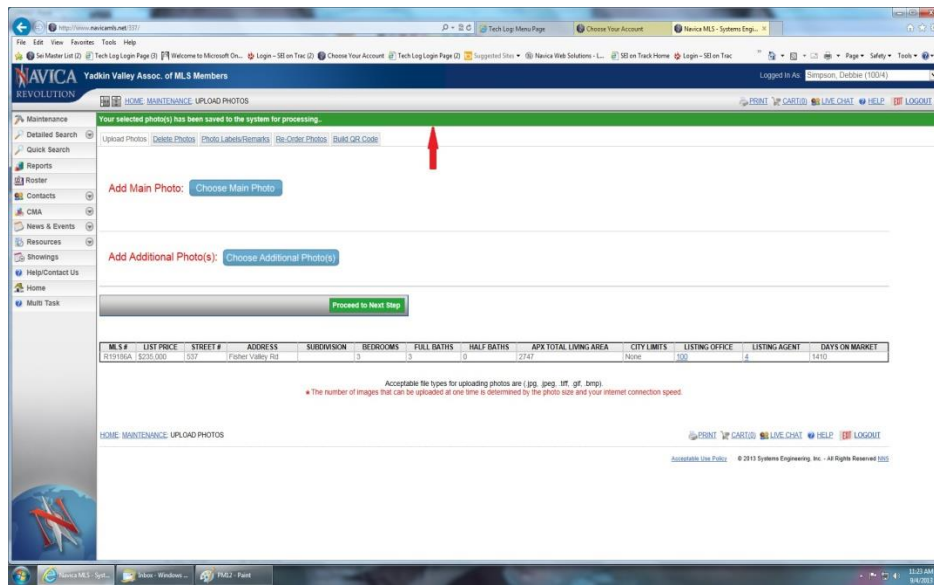 http://www.navicamls.net/337/
Tech Log Menu Page
Choose Your Account
Navica MLS - Systems Engi...
File Edit View Favorites Tools Help
Sei Master List (2)
Tech Log Login Page (3)
Welcome to Microsoft On...
Login – SEI on Trac (2)
Choose Your Account
Tech Log Login Page (2)
Suggested Sites
Navica Web Solutions - L...
SEI on Track Home
Login – SEI on Trac
Page Safety Tools
NAVICA
REVOLUTION
Yadkin Valley Assoc. of MLS Members
Logged In As: Simpson, Debbie (100/4)
HOME MAINTENANCE UPLOAD PHOTOS
PRINT CART(0) LIVE CHAT HELP EXIT LOGOUT
Your selected photo(s) has been saved to the system for processing..
Upload Photos Delete Photos Photo Labels/Remarks Re-Order Photos Build QR Code
Maintenance
Detailed Search
Quick Search
Reports
Roster
Contacts
CMA
News & Events
Resources
Showings
Help/Contact Us
Home
Multi Task
Add Main Photo: Choose Main Photo
Add Additional Photo(s): Choose Additional Photo(s)
Proceed to Next Step
MLS # LIST PRICE STREET # ADDRESS SUBDIVISION BEDROOMS FULL BATHS HALF BATHS APX TOTAL LIVING AREA CITY LIMITS LISTING OFFICE LISTING AGENT DAYS ON MARKET
R19186A $235,000 537 Fisher Valley Rd 3 3 0 2747 None 100 4 1410
Acceptable file types for uploading photos are (.jpg, .jpeg, .tiff, .gif, .bmp).
The number of images that can be uploaded at one time is determined by the photo size and your internet connection speed.
HOME MAINTENANCE UPLOAD PHOTOS
PRINT CART(0) LIVE CHAT HELP EXIT LOGOUT
Acceptable Use Policy © 2013 Systems Engineering, Inc. - All Rights Reserved NNS
Navica MLS - Syst...
Inbox - Windows ...
PM12 - Paint
11:23 AM
9/4/2013